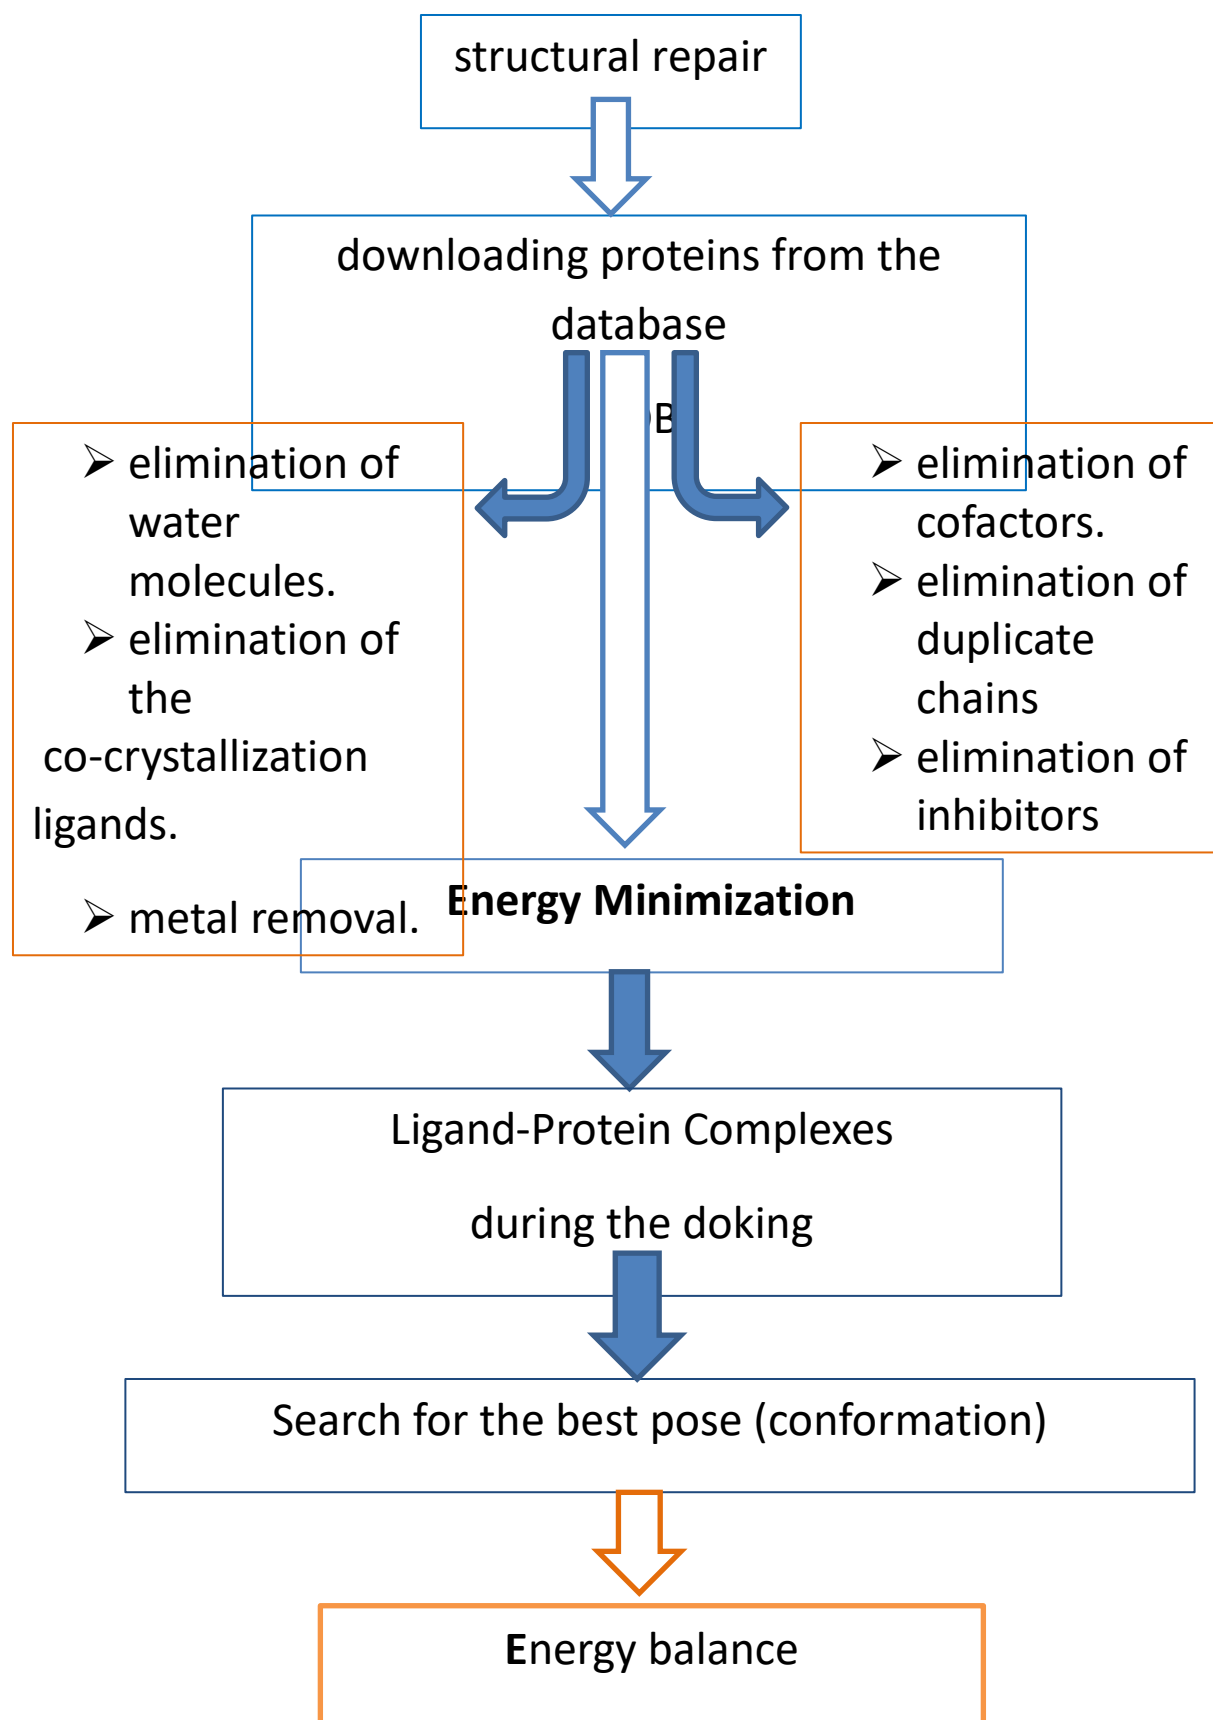 structural repair
downloading proteins from the
database
elimination of
water
molecules.
elimination of
the
co-crystallization
ligands.
metal removal.
elimination of
cofactors.
elimination of
duplicate
chains
elimination of
inhibitors
Energy Minimization
Ligand-Protein Complexes
during the doking
Search for the best pose (conformation)
Energy balance